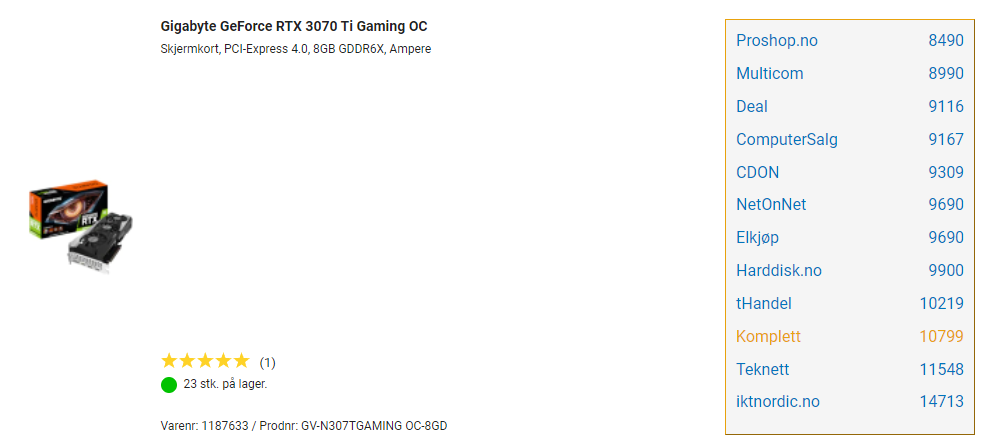 Gigabyte GeForce RTX 3070 Ti Gaming OC
Skjermkort, PCI-Express 4.0, 8GB GDDR6X, Ampere
RTX
(1)
23 stk. på lager.
Varenr: 1187633 / Prodnr: GV-N307TGAMING OC-8GD
Proshop.no 8490
Multicom 8990
Deal 9116
ComputerSalg 9167
CDON 9309
NetOnNet 9690
Elkjøp 9690
Harddisk.no 9900
tHandel 10219
Komplett 10799
Teknett 11548
iktnordic.no 14713